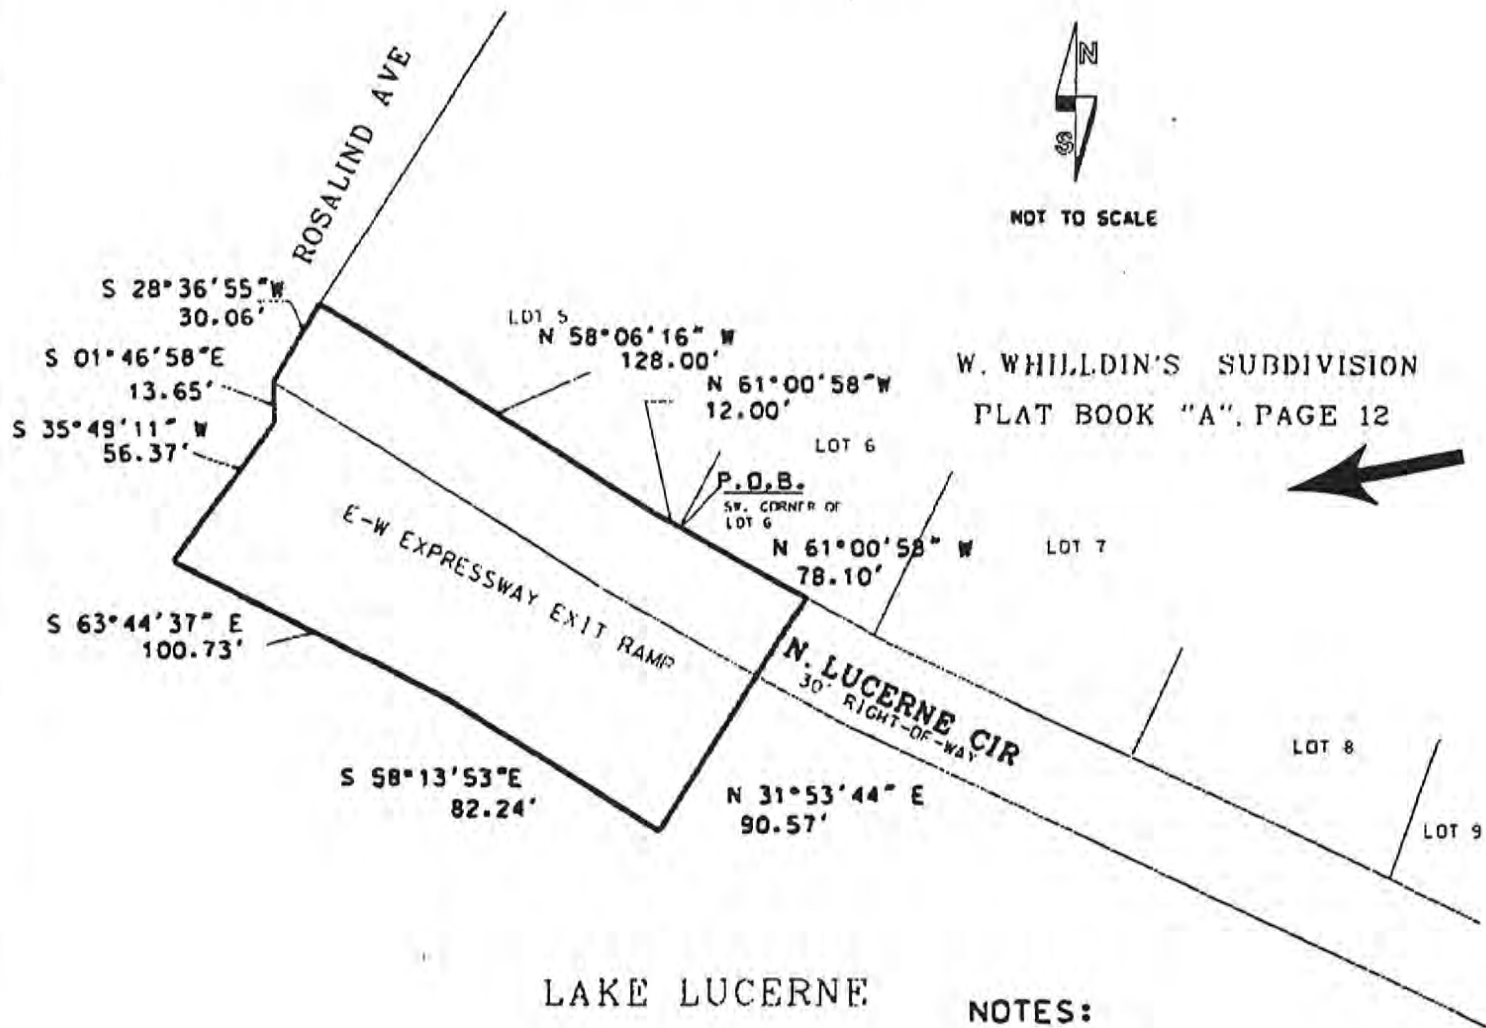 N
S
NOT TO SCALE
ROSALIND AVE
S 28°36'55"W
30.06'
S 01°46'58"E
13.65'
S 35°49'11" W
56.37'
LOT 5
N 58°06'16" W
128.00'
N 61°00'58"W
12.00'
LOT 6
P.O.B.
SW. CORNER OF
LOT 6
W. WHILLDIN'S SUBDIVISION
PLAT BOOK "A", PAGE 12
N 61°00'58" W
78.10'
LOT 7
E-W EXPRESSWAY EXIT RAMP
S 63°44'37" E
100.73'
N. LUCERNE CIR
30' RIGHT-OF-WAY
LOT 8
S 58°13'53"E
82.24'
N 31°53'44" E
90.57'
LOT 9
LAKE LUCERNE
NOTES: